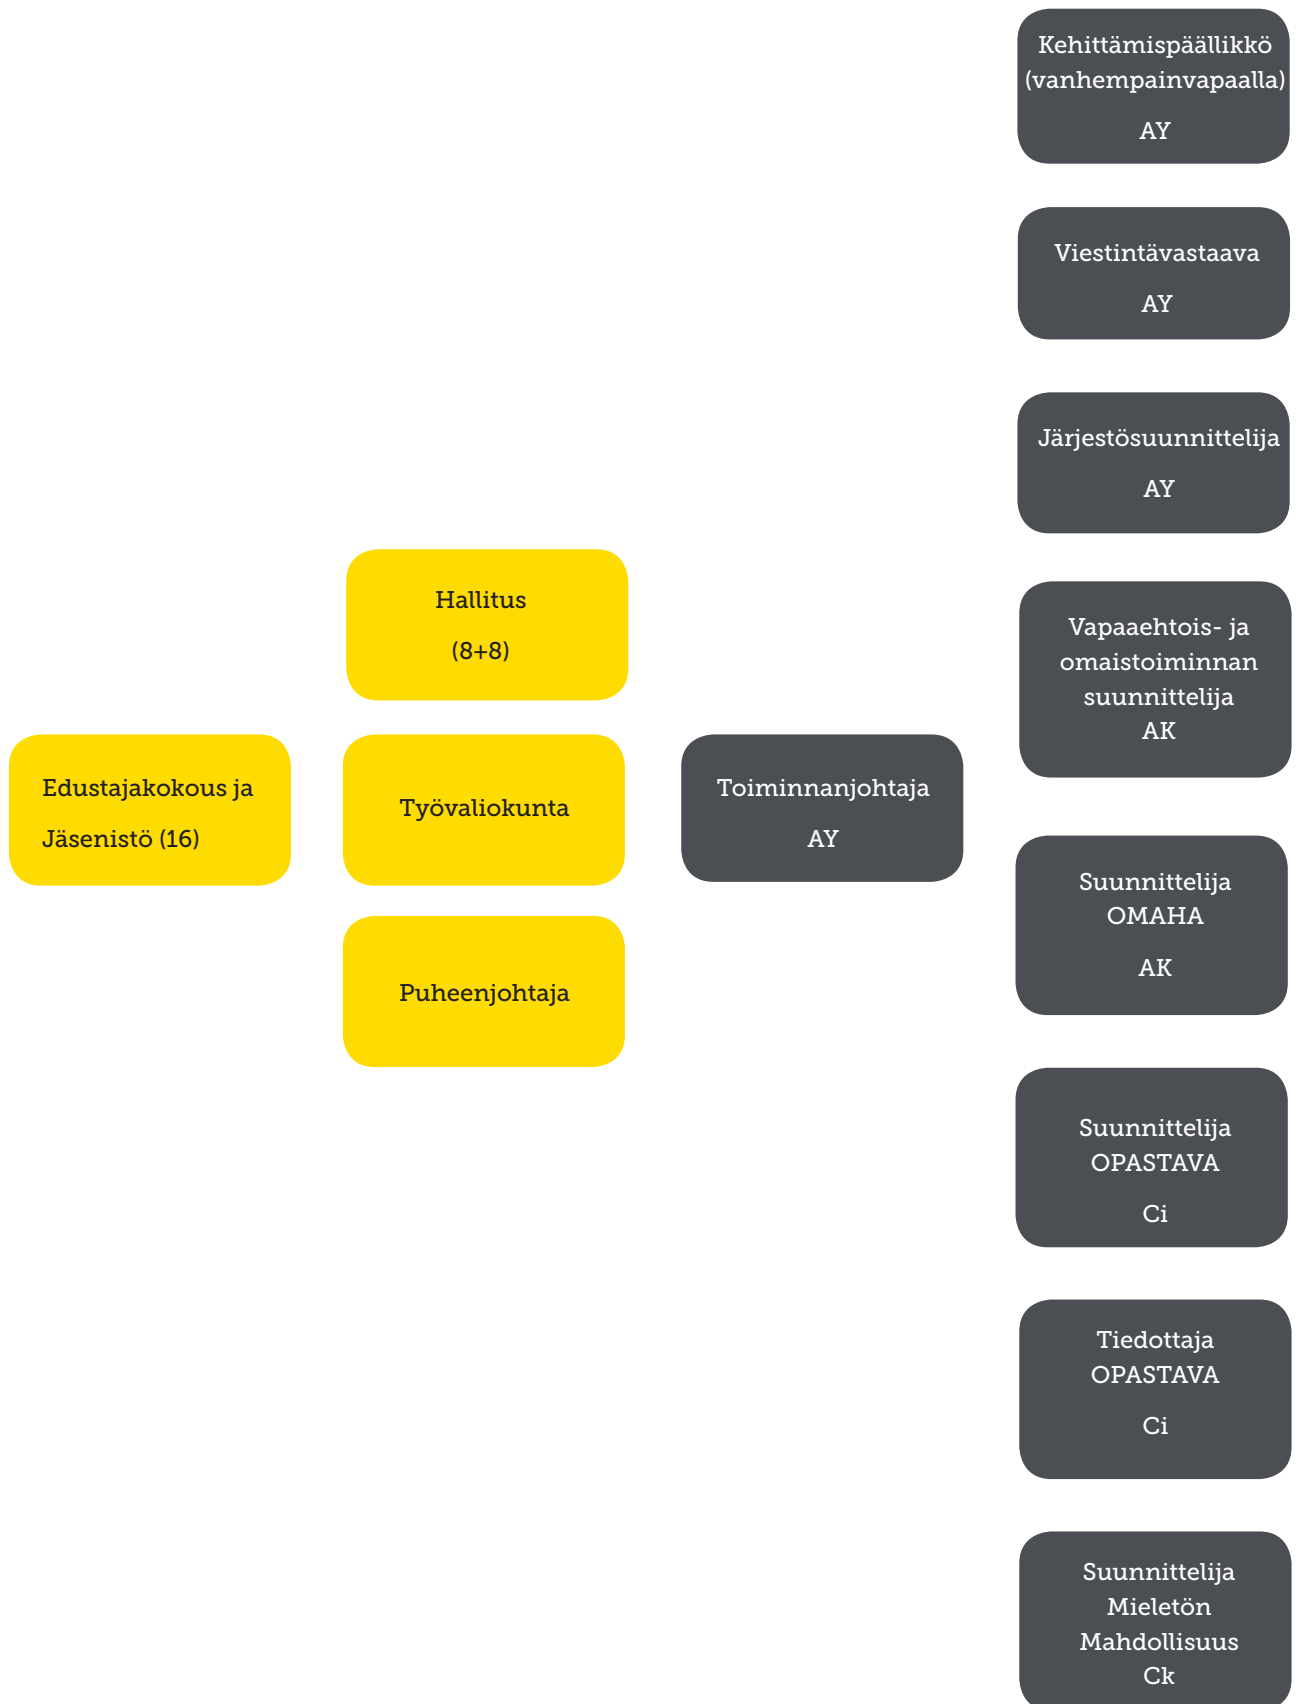 Edustajakokous ja
Jäsenistö (16)
Hallitus
(8+8)
Työvaliokunta
Puheenjohtaja
Toiminnanjohtaja
AY
Kehittämispäällikkö
(vanhempainvapaalla)
AY
Viestintävastaava
AY
Järjestösuunnittelija
AY
Vapaaehtois- ja
omaistoiminnan
suunnittelija
AK
Suunnittelija
OMAHA
AK
Suunnittelija
OPASTAVA
Ci
Tiedottaja
OPASTAVA
Ci
Suunnittelija
Mieletön
Mahdollisuus
Ck